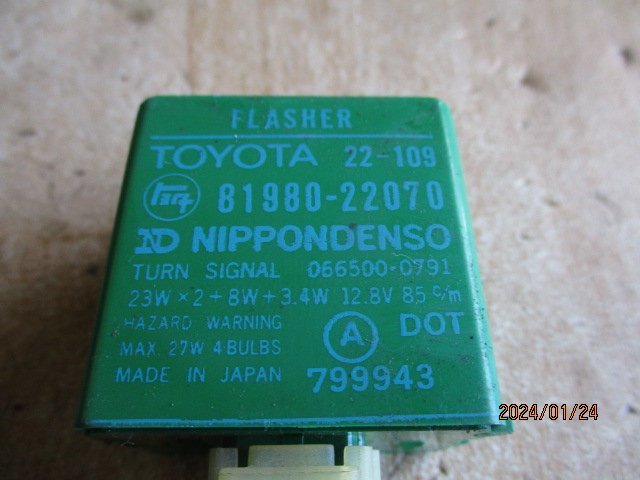 FLASHER
TOYOTA 22-109
81980-22070
ND NIPPONDENSO
TURN SIGNAL 066500-0791
23W×2+8W+3.4W 12.8V 85 c/m
HAZARD WARNING
MAX. 27W 4 BULBS
A DOT
MADE IN JAPAN 799943
2024/01/24